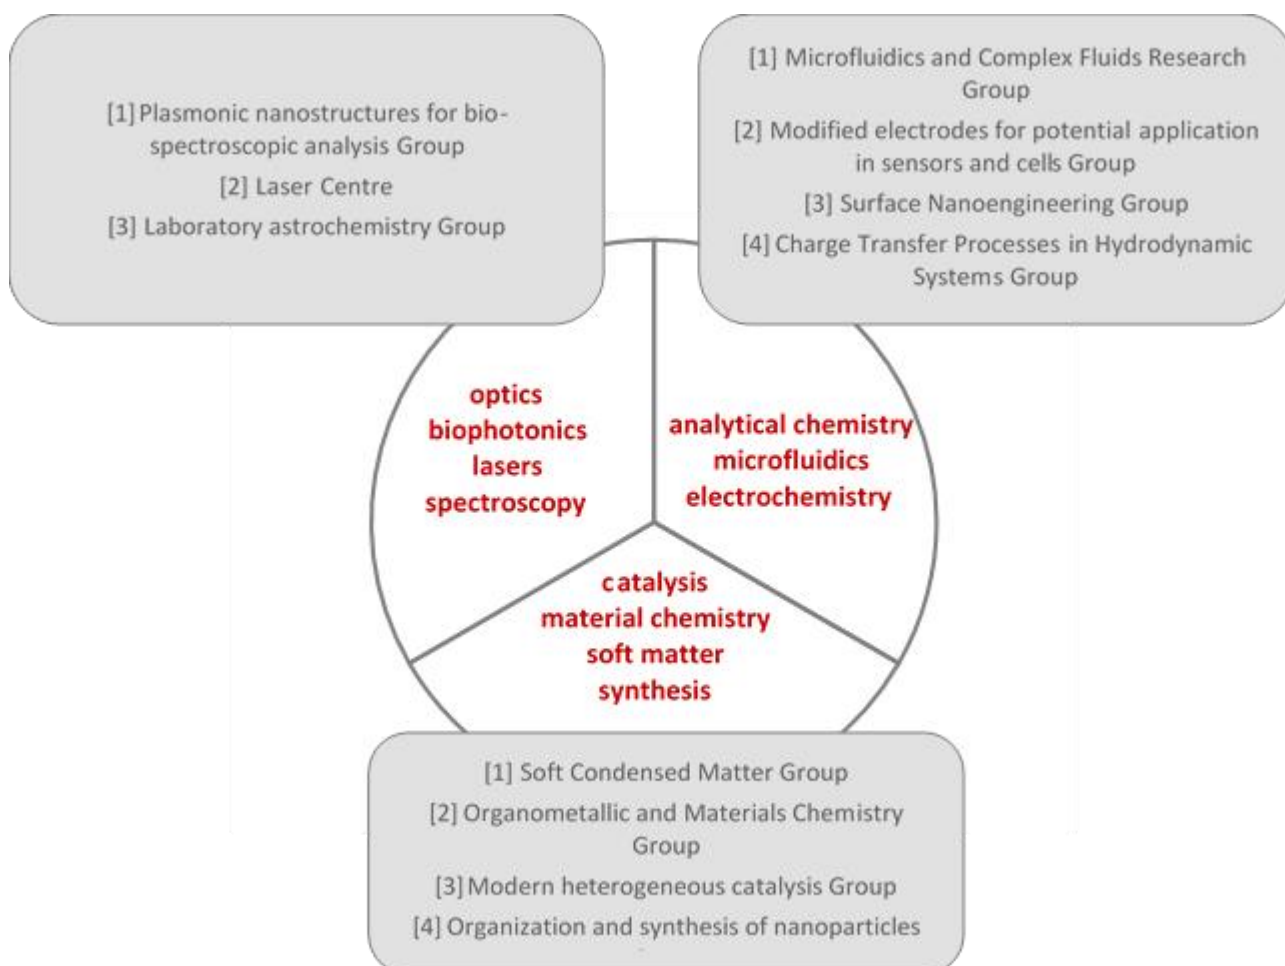 [1] Plasmonic nanostructures for bio-
spectroscopic analysis Group
[2] Laser Centre
[3] Laboratory astrochemistry Group
[1] Microfluidics and Complex Fluids Research
Group
[2] Modified electrodes for potential application
in sensors and cells Group
[3] Surface Nanoengineering Group
[4] Charge Transfer Processes in Hydrodynamic
Systems Group
optics
biophotonics
lasers
spectroscopy
analytical chemistry
microfluidics
electrochemistry
catalysis
material chemistry
soft matter
synthesis
[1] Soft Condensed Matter Group
[2] Organometallic and Materials Chemistry
Group
[3] Modern heterogeneous catalysis Group
[4] Organization and synthesis of nanoparticles